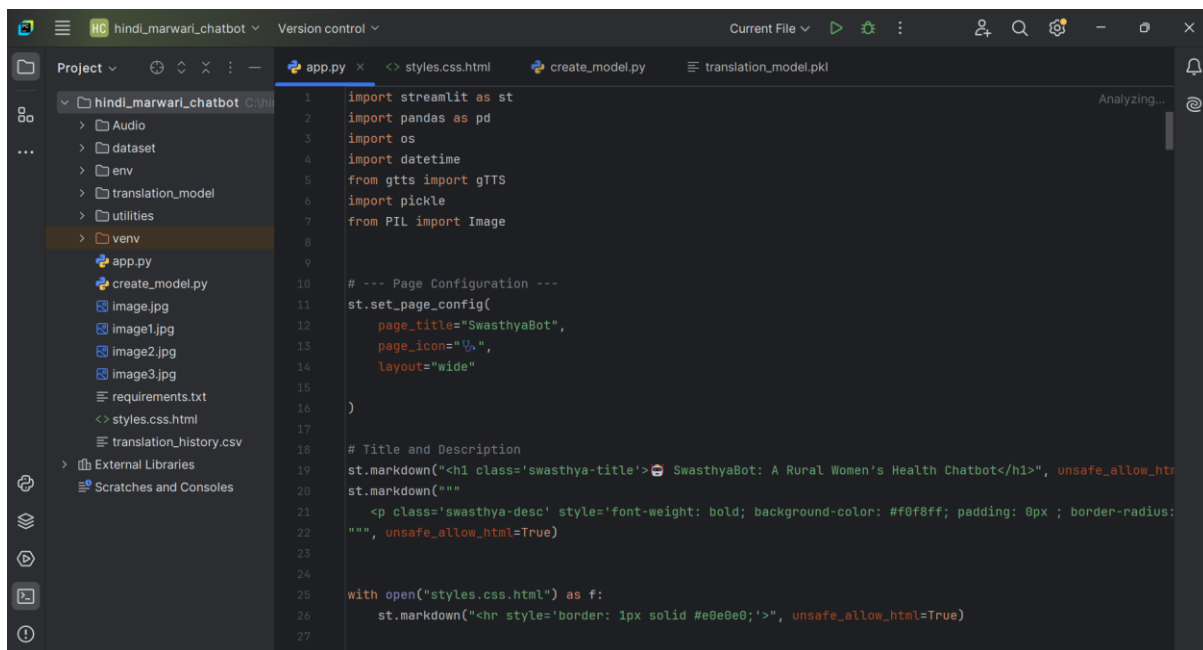 HC hindi_marwari_chatbot Version control Current File
Project
app.py
styles.css.html
create_model.py
translation_model.pkl
hindi_marwari_chatbot C:\hi
Audio
dataset
env
translation_model
utilities
venv
app.py
create_model.py
image.jpg
image1.jpg
image2.jpg
image3.jpg
requirements.txt
styles.css.html
translation_history.csv
External Libraries
Scratches and Consoles
Analyzing...
1 import streamlit as st
2 import pandas as pd
3 import os
4 import datetime
5 from gtts import gTTS
6 import pickle
7 from PIL import Image
8
9
10 # --- Page Configuration ---
11 st.set_page_config(
12 page_title="SwasthyaBot",
13 page_icon="🩺",
14 layout="wide"
15
16 )
17
18 # Title and Description
19 st.markdown("<h1 class='swasthya-title'> SwasthyaBot: A Rural Women's Health Chatbot</h1>", unsafe_allow_htm
20 st.markdown("""
21 <p class='swasthya-desc' style='font-weight: bold; background-color: #f0f8ff; padding: 0px ; border-radius:
22 """, unsafe_allow_html=True)
23
24
25 with open("styles.css.html") as f:
26 st.markdown("<hr style='border: 1px solid #e0e0e0;'>", unsafe_allow_html=True)
27